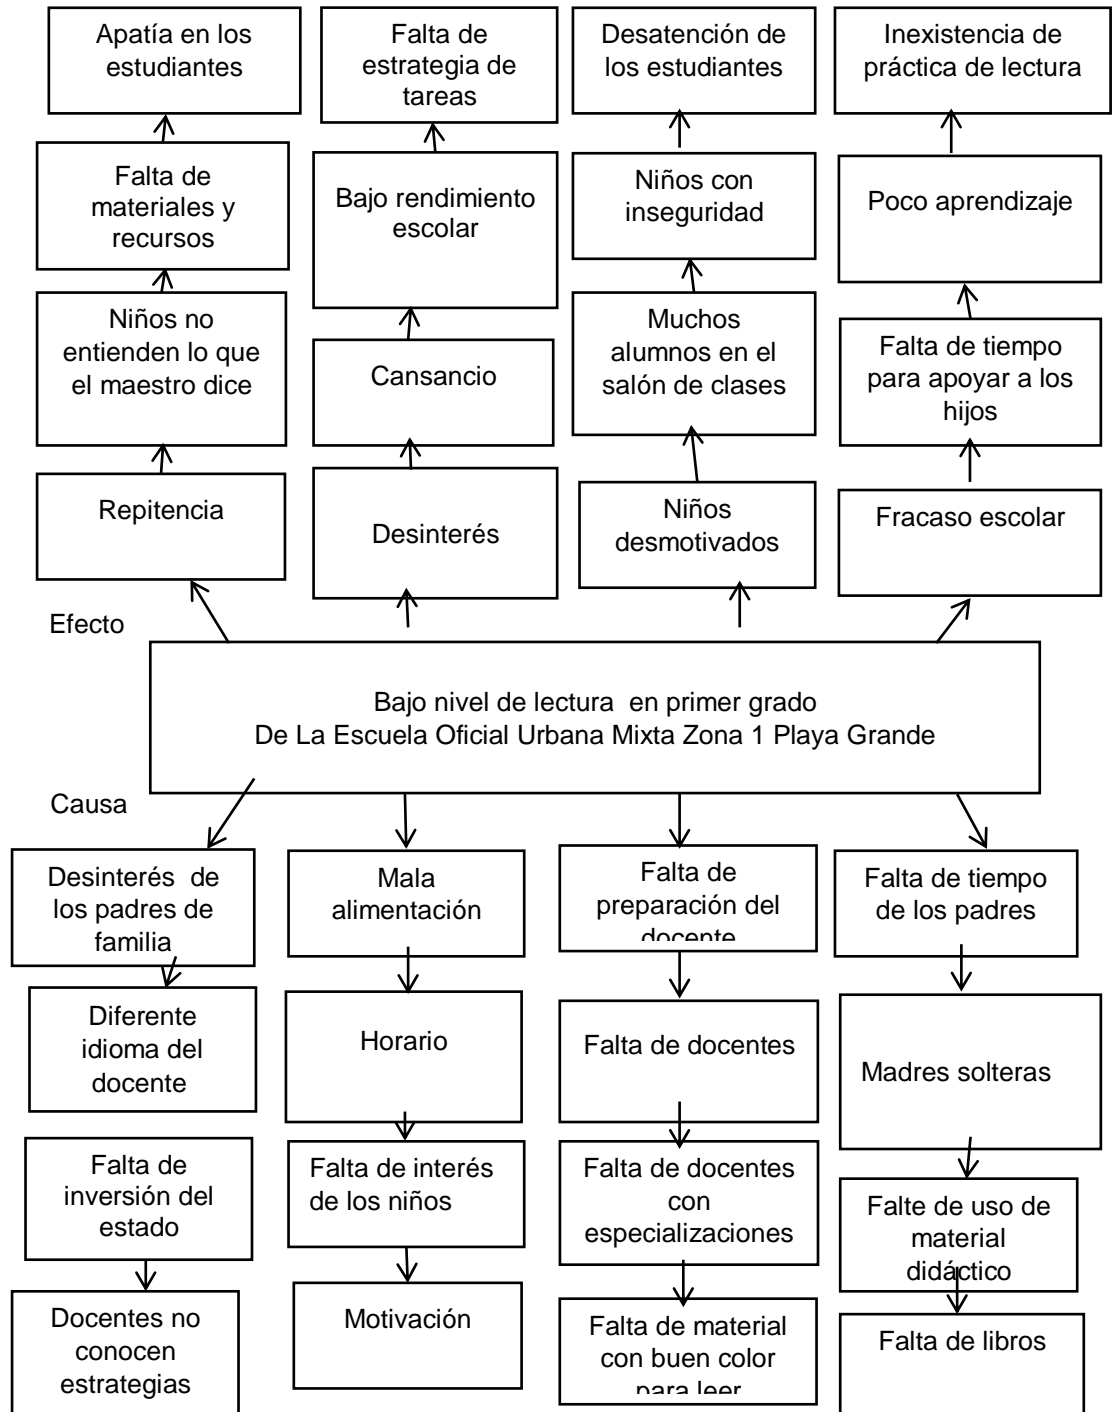 Apatía en los
estudiantes
Falta de
estrategia de
tareas
Desatención de
los estudiantes
Inexistencia de
práctica de lectura
Falta de
materiales y
recursos
Bajo rendimiento
escolar
Niños con
inseguridad
Poco aprendizaje
Niños no
entienden lo que
el maestro dice
Cansancio
Muchos
alumnos en el
salón de clases
Falta de tiempo
para apoyar a los
hijos
Repitencia
Desinterés
Niños
desmotivados
Fracaso escolar
Efecto
Bajo nivel de lectura en primer grado
De La Escuela Oficial Urbana Mixta Zona 1 Playa Grande
Causa
Desinterés de
los padres de
familia
Mala
alimentación
Falta de
preparación del
docente
Falta de tiempo
de los padres
Diferente
idioma del
docente
Horario
Falta de docentes
Madres solteras
Falta de
inversión del
estado
Falta de interés
de los niños
Falta de docentes
con
especializaciones
Falte de uso de
material
didáctico
Docentes no
conocen
estrategias
Motivación
Falta de material
con buen color
para leer
Falta de libros